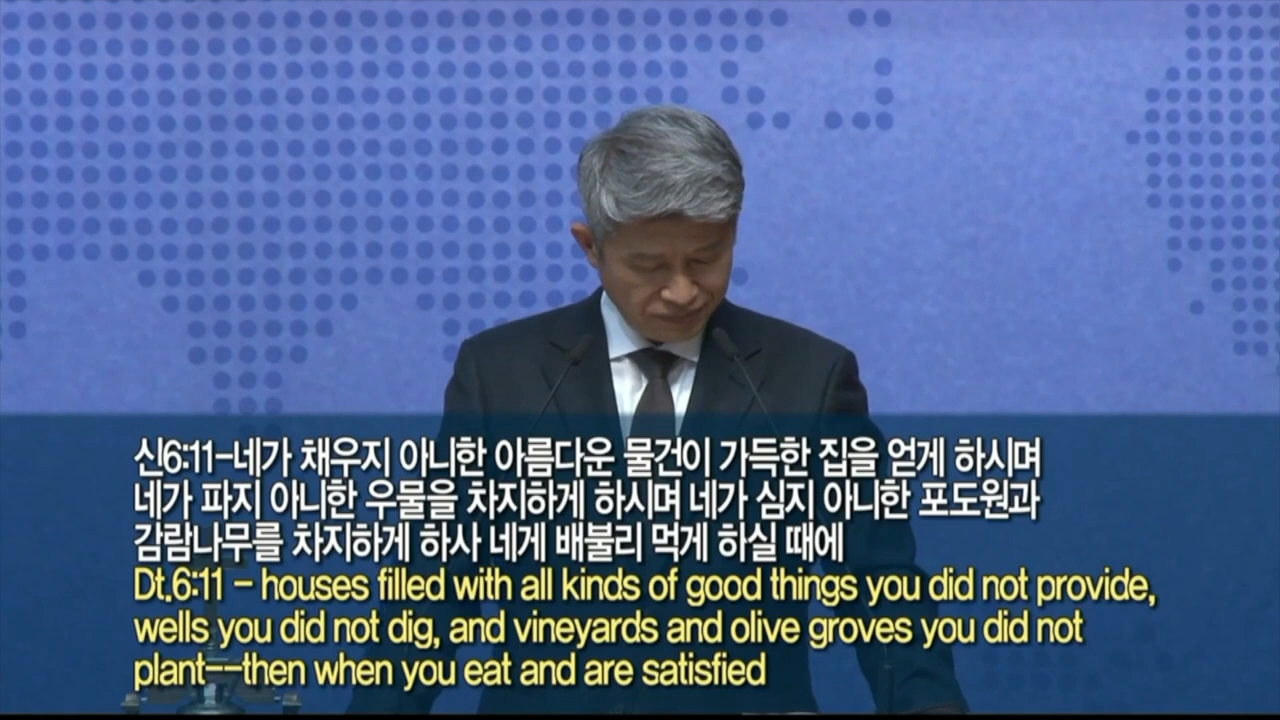 신6:11-네가 채우지 아니한 아름다운 물건이 가득한 집을 얻게 하시며
네가 파지 아니한 우물을 차지하게 하시며 네가 심지 아니한 포도원과
감람나무를 차지하게 하사 네게 배불리 먹게 하실 때에
Dt.6:11 - houses filled with all kinds of good things you did not provide,
wells you did not dig, and vineyards and olive groves you did not
plant--then when you eat and are satisfied